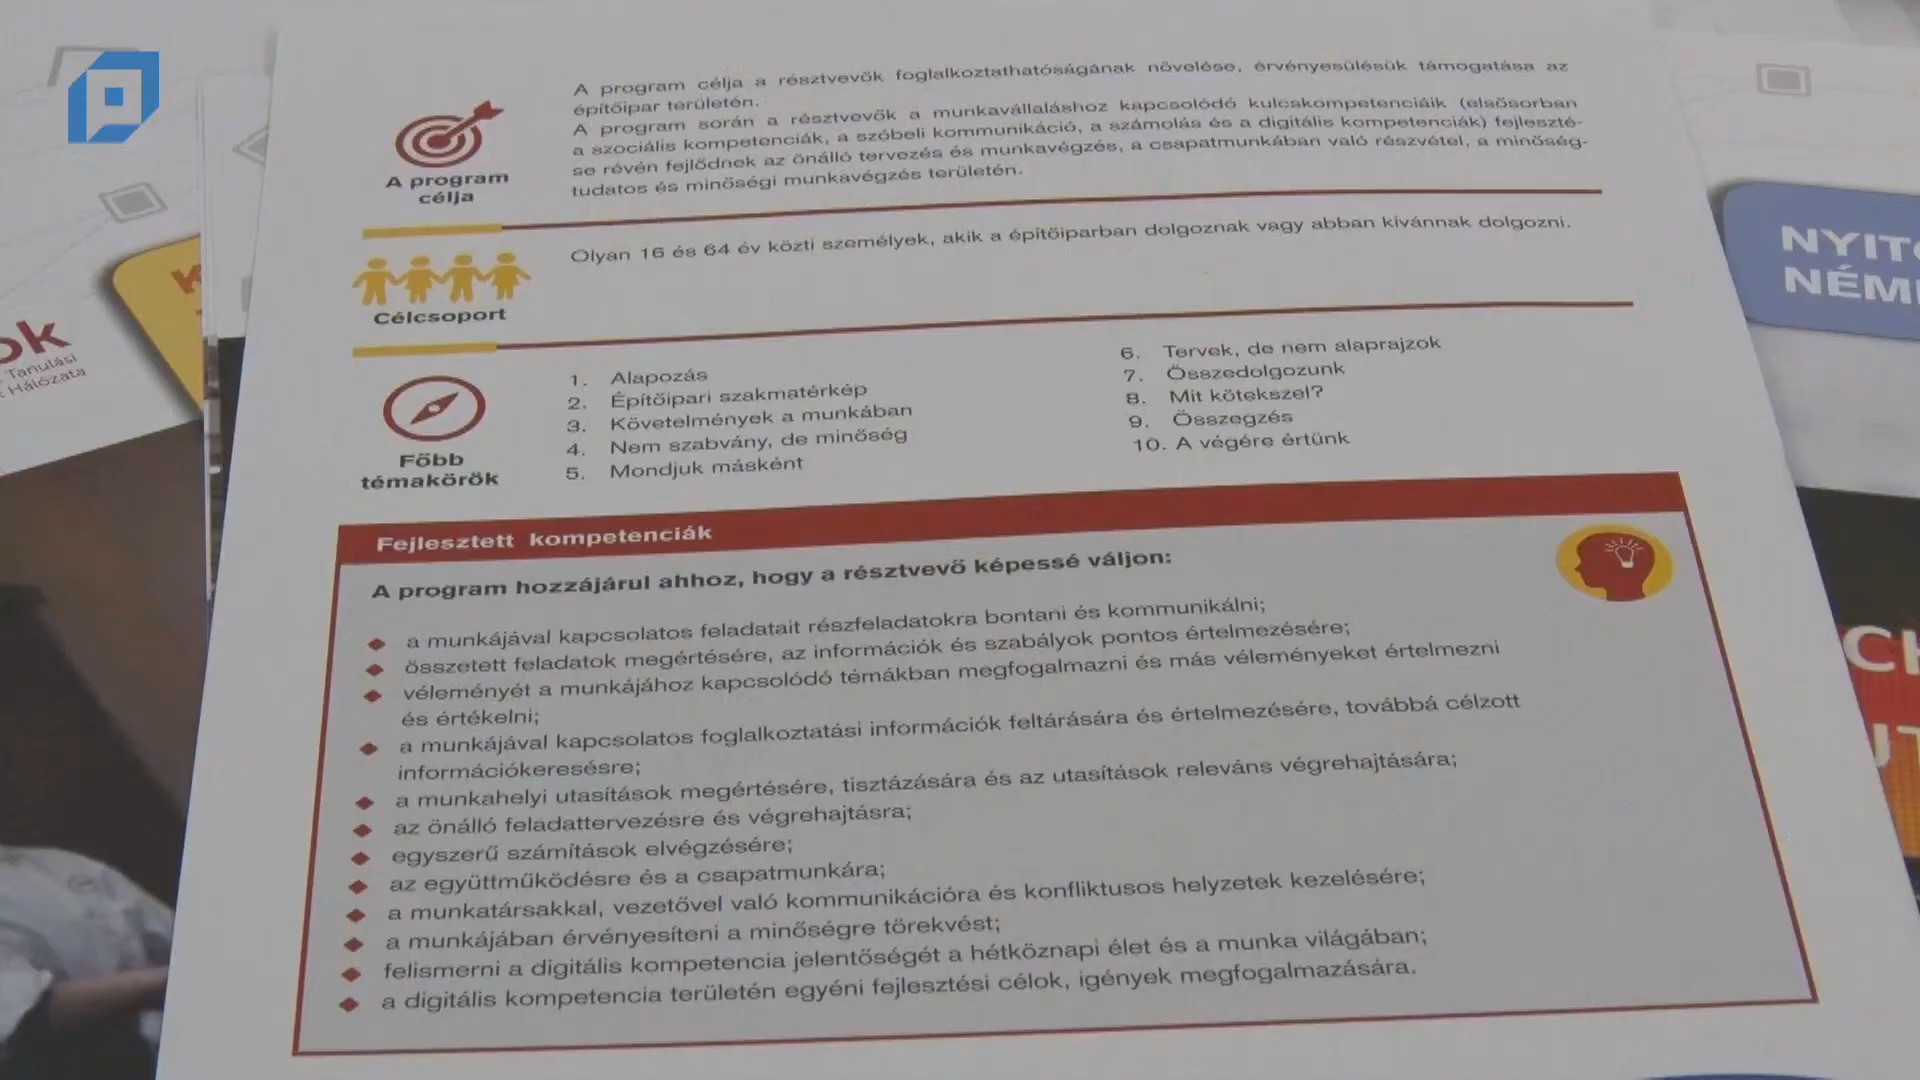 A program célja a résztvevők foglalkoztathatóságának növelése, érvényesülésük támogatása az
építőipar területén.
A program során a résztvevők a munkavállaláshoz kapcsolódó kulcskompetenciáik (elsősorban
a szociális kompetenciák, a szóbeli kommunikáció, a számolás és a digitális kompetenciák) fejleszté-
se révén fejlődnek az önálló tervezés és munkavégzés, a csapatmunkában való részvétel, a minőség-
tudatos és minőségi munkavégzés területén.
A program
célja
Olyan 16 és 64 év közti személyek, akik a építőiparban dolgoznak vagy abban kívánnak dolgozni.
Célcsoport
Főbb
témakörök
1. Alapozás
2. Építőipari szakmatérkép
3. Követelmények a munkában
4. Nem szabvány, de minőség
5. Mondjuk másként
6. Tervek, de nem alaprajzok
7. Összedolgozunk
8. Mit kötekszel?
9. Összegzés
10. A végére értünk
Fejlesztett kompetenciák
A program hozzájárul ahhoz, hogy a résztvevő képessé váljon:
a munkájával kapcsolatos feladatait részfeladatokra bontani és kommunikálni;
összetett feladatok megértésére, az információk és szabályok pontos értelmezésére;
véleményét a munkájához kapcsolódó témákban megfogalmazni és más véleményeket értelmezni
és értékelni;
a munkájával kapcsolatos foglalkoztatási információk feltárására és értelmezésére, továbbá célzott
információkeresésre;
a munkahelyi utasítások megértésére, tisztázására és az utasítások releváns végrehajtására;
az önálló feladattervezésre és végrehajtásra;
egyszerű számítások elvégzésére;
az együttműködésre és a csapatmunkára;
a munkatársakkal, vezetővel való kommunikációra és konfliktusos helyzetek kezelésére;
a munkájában érvényesíteni a minőségre törekvést;
felismerni a digitális kompetencia jelentőségét a hétköznapi élet és a munka világában;
a digitális kompetencia területén egyéni fejlesztési célok, igények megfogalmazására.
ok
Tanulási
Hálózata
NYIT
NÉM